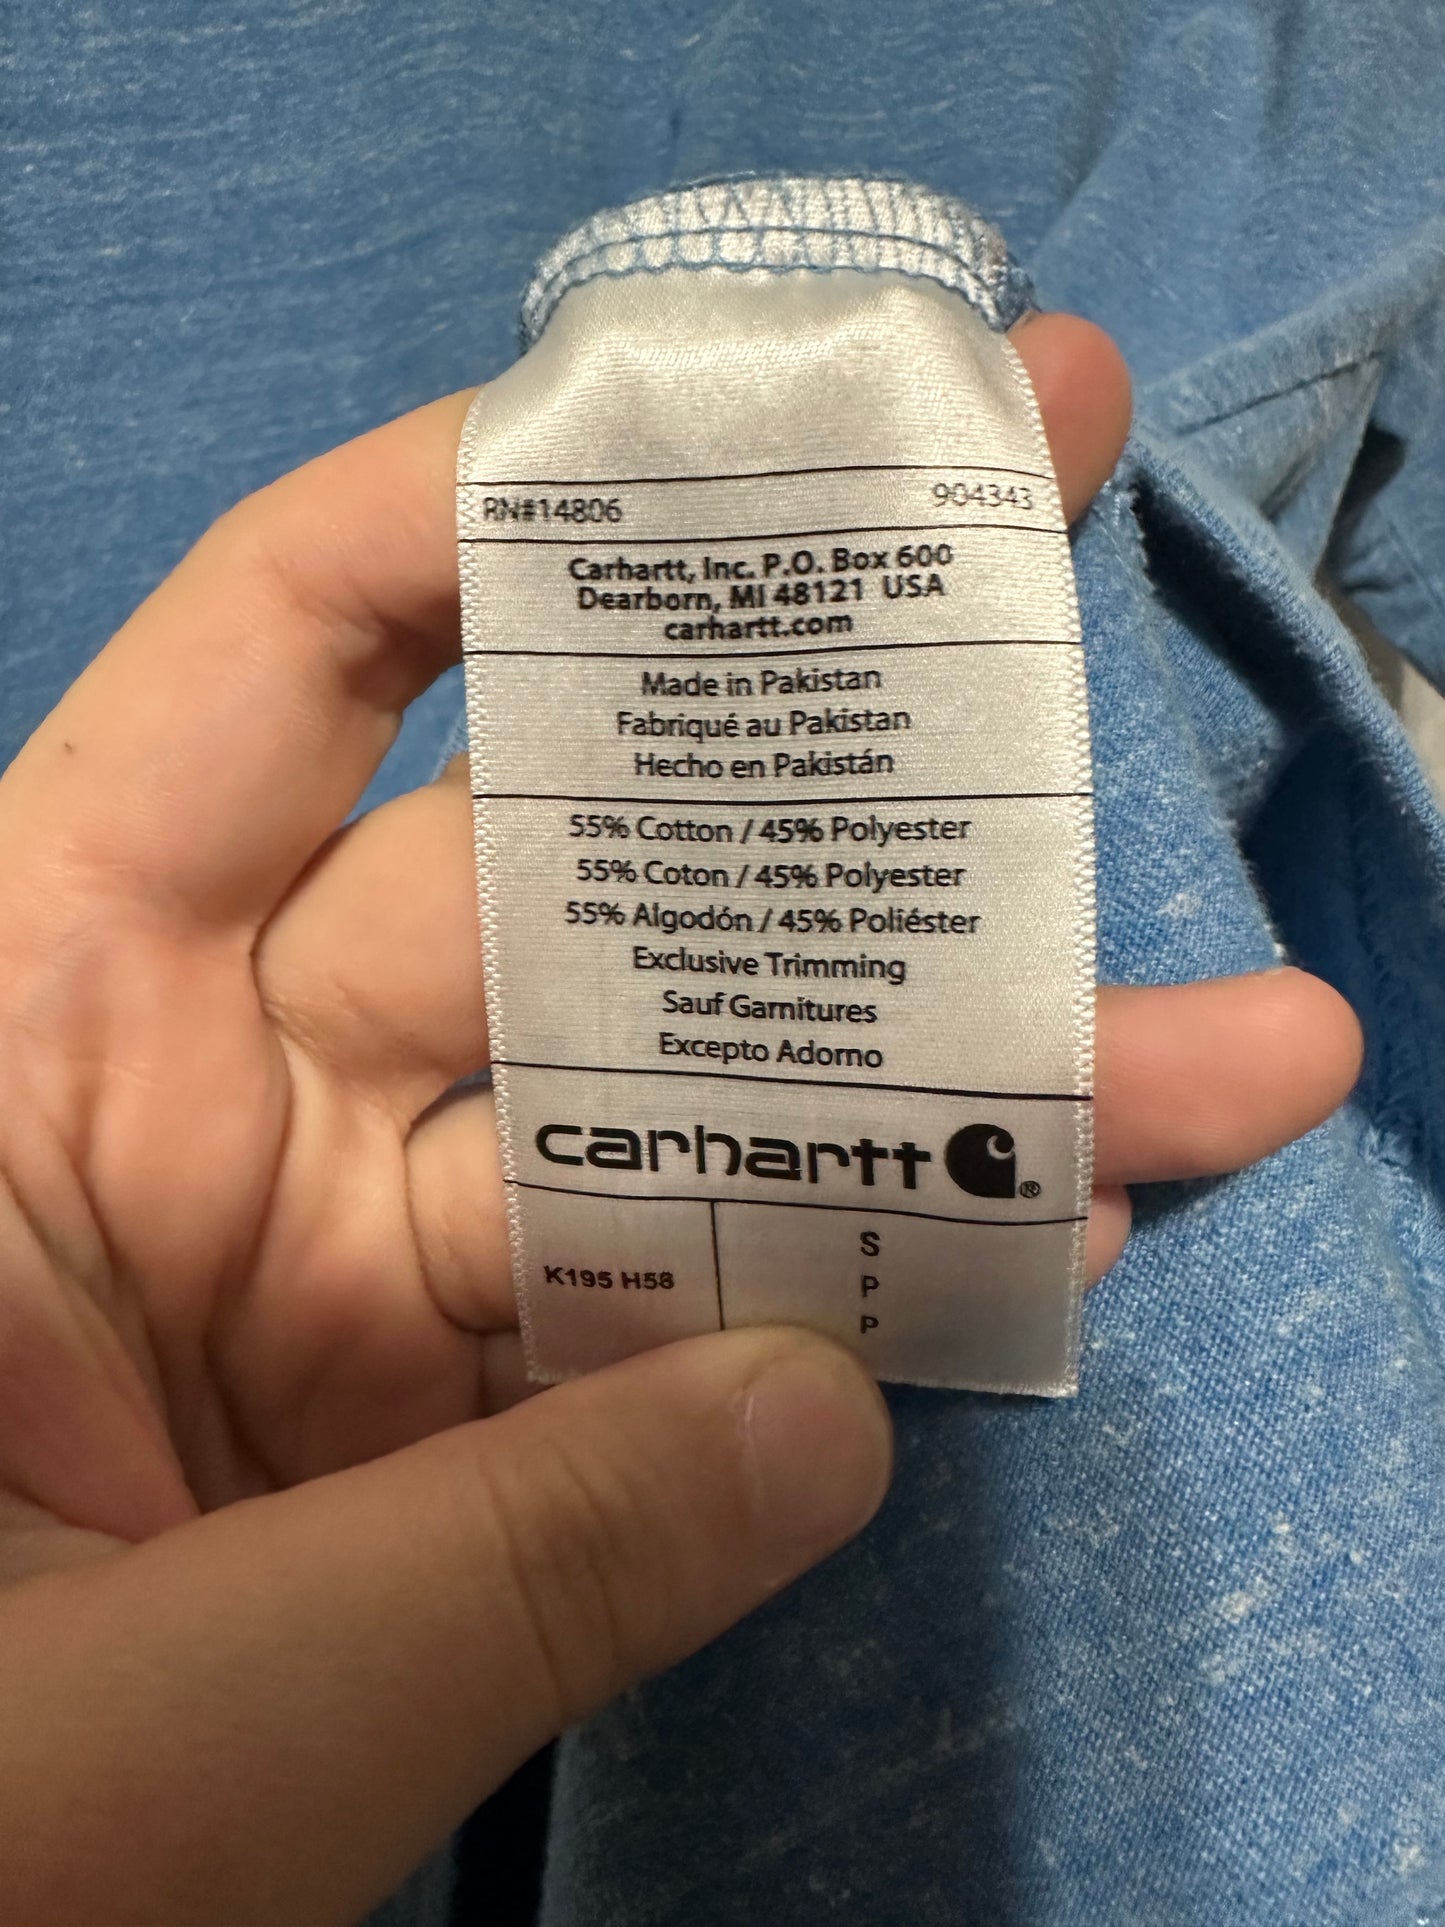 RN#14806 904343
Carhartt, Inc. P.O. Box 600
Dearborn, MI 48121 USA
carhartt.com
Made in Pakistan
Fabriqué au Pakistan
Hecho en Pakistán
55% Cotton / 45% Polyester
55% Coton / 45% Polyester
55% Algodón / 45% Poliéster
Exclusive Trimming
Sauf Garnitures
Excepto Adorno
carhartt ®
K195 H58
S
P
P